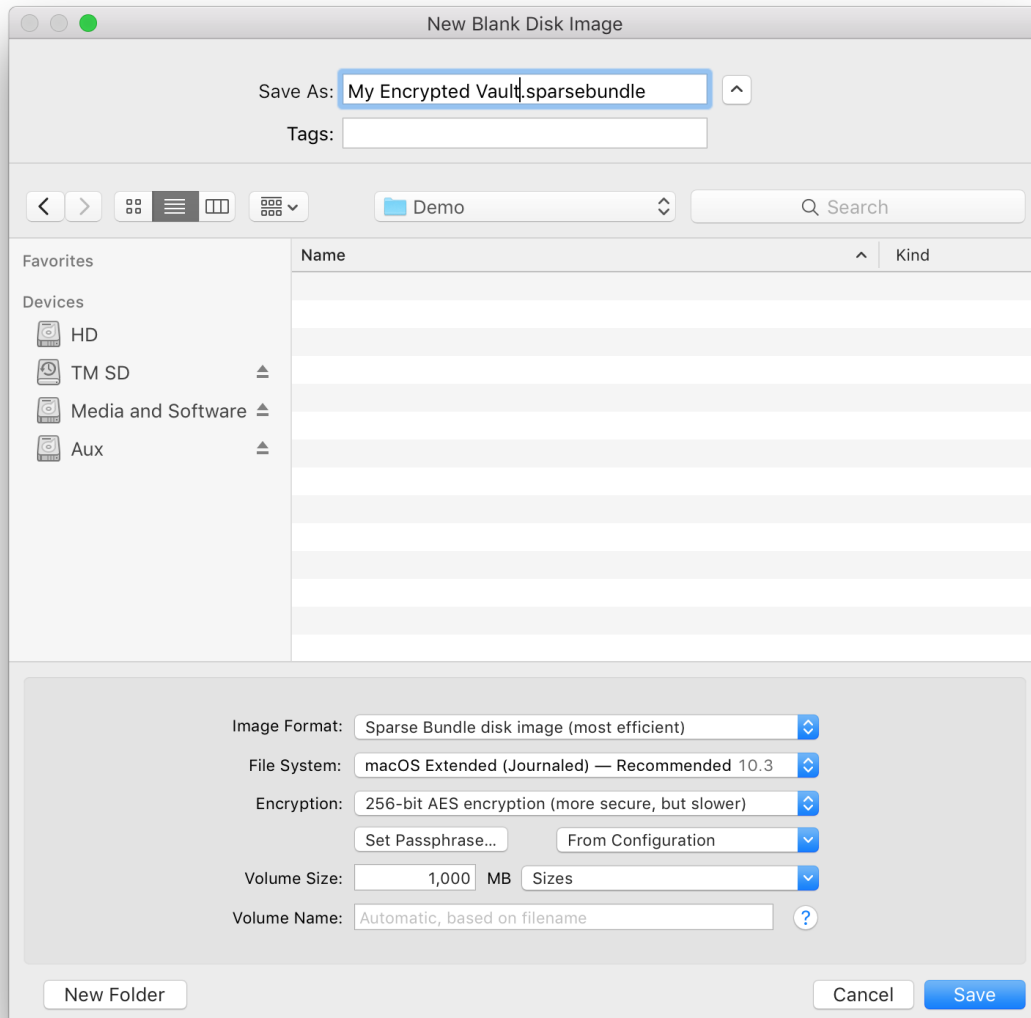 New Blank Disk Image
Save As: My Encrypted Vault.sparsebundle
Tags:
Demo
Search
Favorites
Devices
HD
TM SD
Media and Software
Aux
Name Kind
Image Format: Sparse Bundle disk image (most efficient)
File System: macOS Extended (Journaled) — Recommended 10.3
Encryption: 256-bit AES encryption (more secure, but slower)
Set Passphrase... From Configuration
Volume Size: 1,000 MB Sizes
Volume Name: Automatic, based on filename ?
New Folder Cancel Save